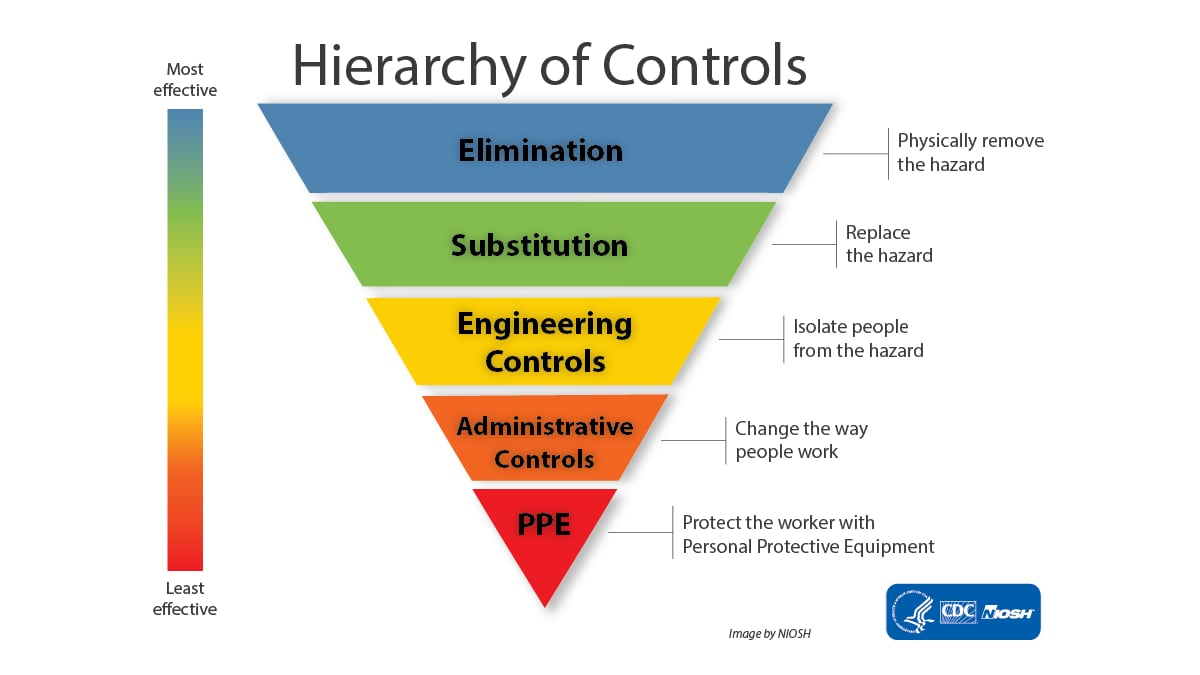 Hierarchy of Controls
Most
effective
Elimination
Physically remove
the hazard
Substitution
Replace
the hazard
Engineering
Controls
Isolate people
from the hazard
Administrative
Controls
Change the way
people work
PPE
Protect the worker with
Personal Protective Equipment
Least
effective
CDC
NIOSH
Image by NIOSH